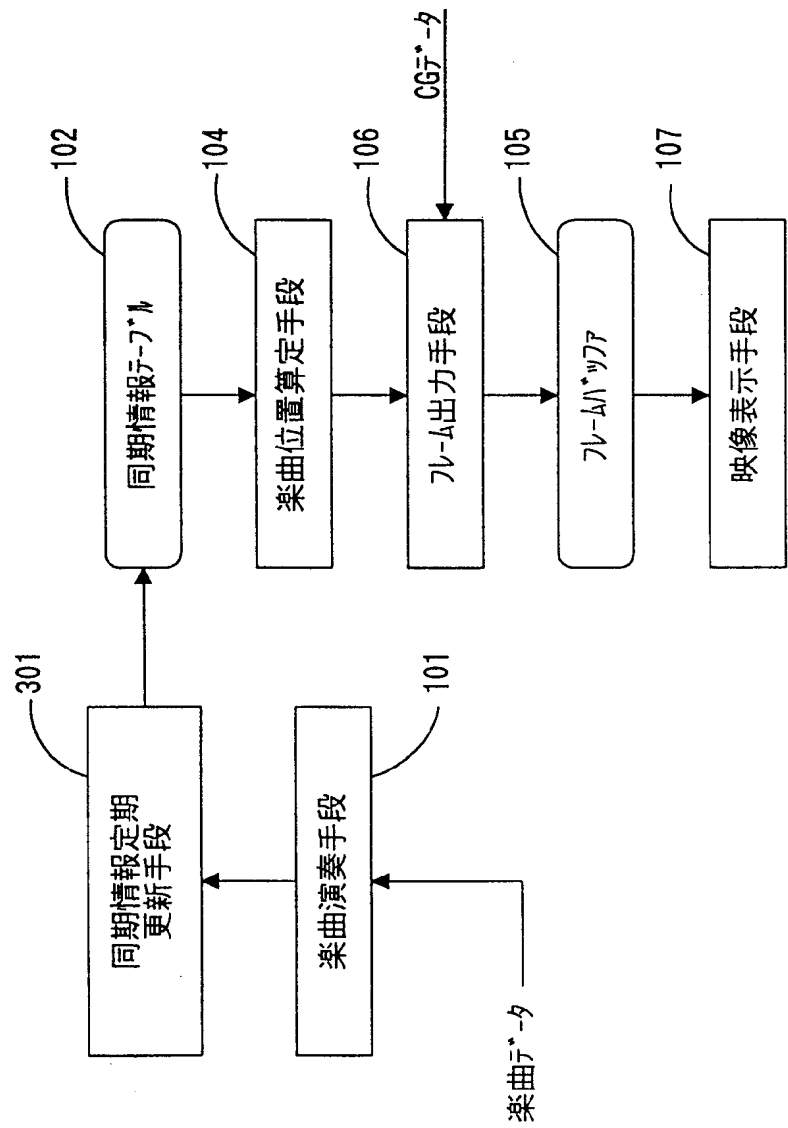 301
同期情報定期
更新手段
101
楽曲演奏手段
楽曲ﾃﾞｰﾀ
102
同期情報ﾃｰﾌﾞﾙ
104
楽曲位置算定手段
106
ﾌﾚｰﾑ出力手段
CGﾃﾞｰﾀ
105
ﾌﾚｰﾑﾊﾞｯﾌｧ
107
映像表示手段